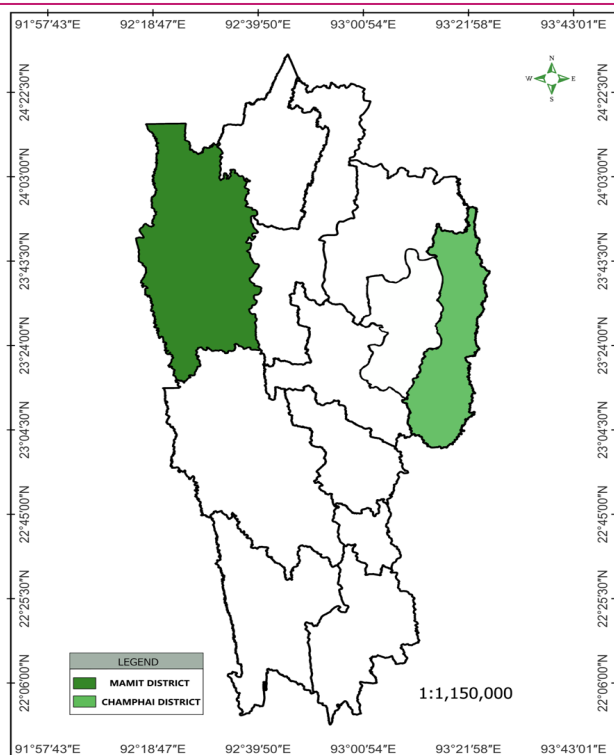 91°57'43"E 92°18'47"E 92°39'50"E 93°00'54"E 93°21'58"E 93°43'01"E
N
W E
S
24°22'30"N 24°22'30"N
24°03'00"N 24°03'00"N
23°43'30"N 23°43'30"N
23°24'00"N 23°24'00"N
23°04'30"N 23°04'30"N
22°45'00"N 22°45'00"N
22°25'30"N 22°25'30"N
22°06'00"N 22°06'00"N
LEGEND
MAMIT DISTRICT
CHAMPHAI DISTRICT
1:1,150,000
91°57'43"E 92°18'47"E 92°39'50"E 93°00'54"E 93°21'58"E 93°43'01"E